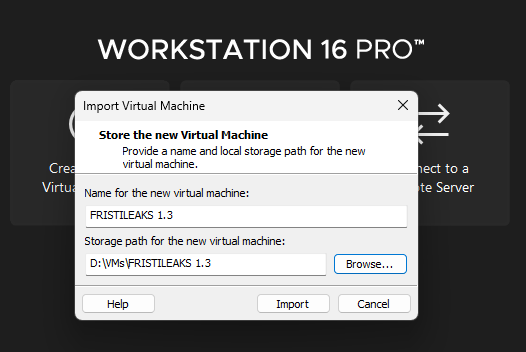 WORKSTATION 16 PRO™
Import Virtual Machine
Store the new Virtual Machine
Provide a name and local storage path for the new
virtual machine.
Crea
Virtua
nect to a
ote Server
Name for the new virtual machine:
FRISTILEAKS 1.3
Storage path for the new virtual machine:
D:\VMs\FRISTILEAKS 1.3
Browse...
Help
Import
Cancel